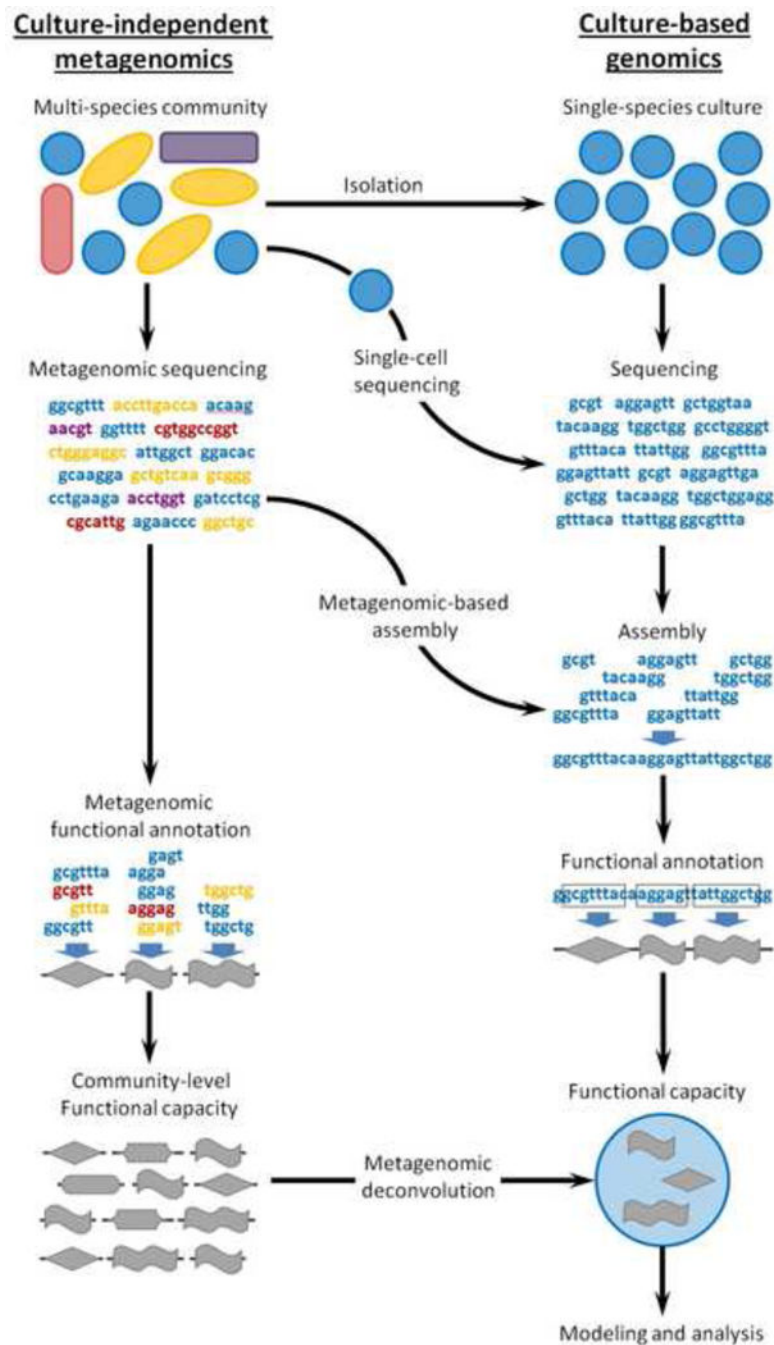 Culture-independent
metagenomics
Culture-based
genomics
Multi-species community
Single-species culture
Isolation
Single-cell
sequencing
Metagenomic sequencing
ggcgttt accttgacca acaag
aacgt ggtttt cgtggccggt
ctgggaggc attggct ggacac
gcaagga gctgtcaa gcggg
cctgaaga acctggt gatcctcg
cgcattg agaaccc ggctgc
Sequencing
gcgt aggagtt gctggtaa
tacaagg tggctgg gcctggggt
gtttaca ttattgg ggcgttta
ggagttatt gcgt aggagttga
gctgg tacaagg tggctggagg
gtttaca ttattgg ggcgttta
Metagenomic-based
assembly
Assembly
gcgt aggagtt gctgg
tacaagg tggctgg
gtttaca ttattgg
ggcgttta ggagttatt
ggcgtttacaaggagttattggctgg
Metagenomic
functional annotation
gagt
gcgttta agga
gcgtt ggag tggctg
gttta aggag ttgg
ggcgtt ggagt tggctg
Functional annotation
ggcgtttacaaggagttattggctgg
Community-level
Functional capacity
Functional capacity
Metagenomic
deconvolution
Modeling and analysis